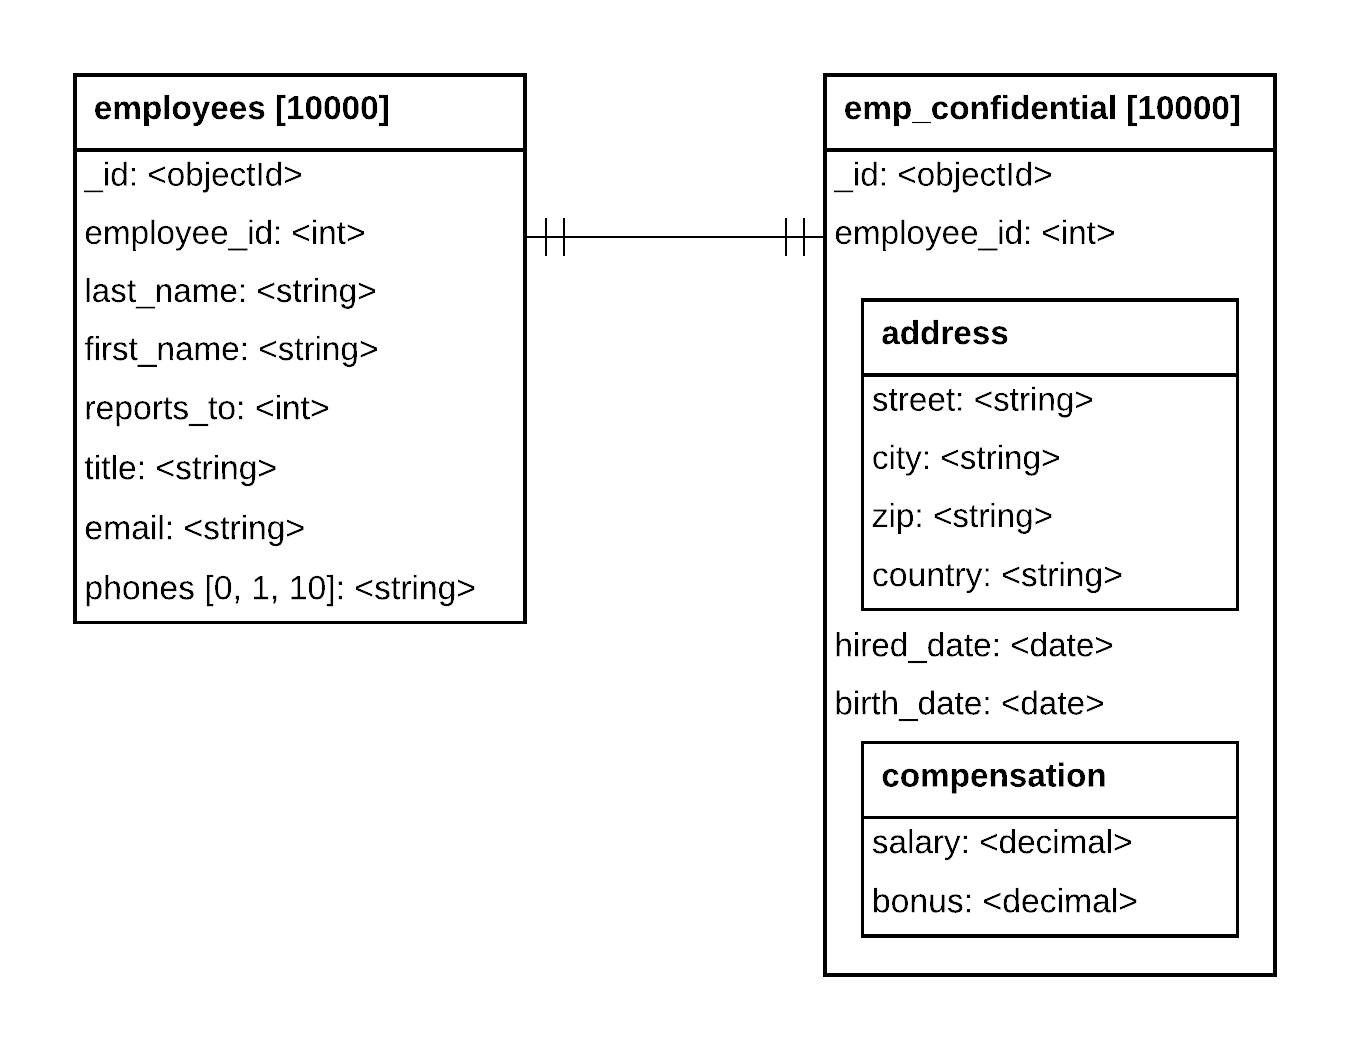 employees [10000]
_id: <objectId>
employee_id: <int>
last_name: <string>
first_name: <string>
reports_to: <int>
title: <string>
email: <string>
phones [0, 1, 10]: <string>
emp_confidential [10000]
_id: <objectId>
employee_id: <int>
address
street: <string>
city: <string>
zip: <string>
country: <string>
hired_date: <date>
birth_date: <date>
compensation
salary: <decimal>
bonus: <decimal>